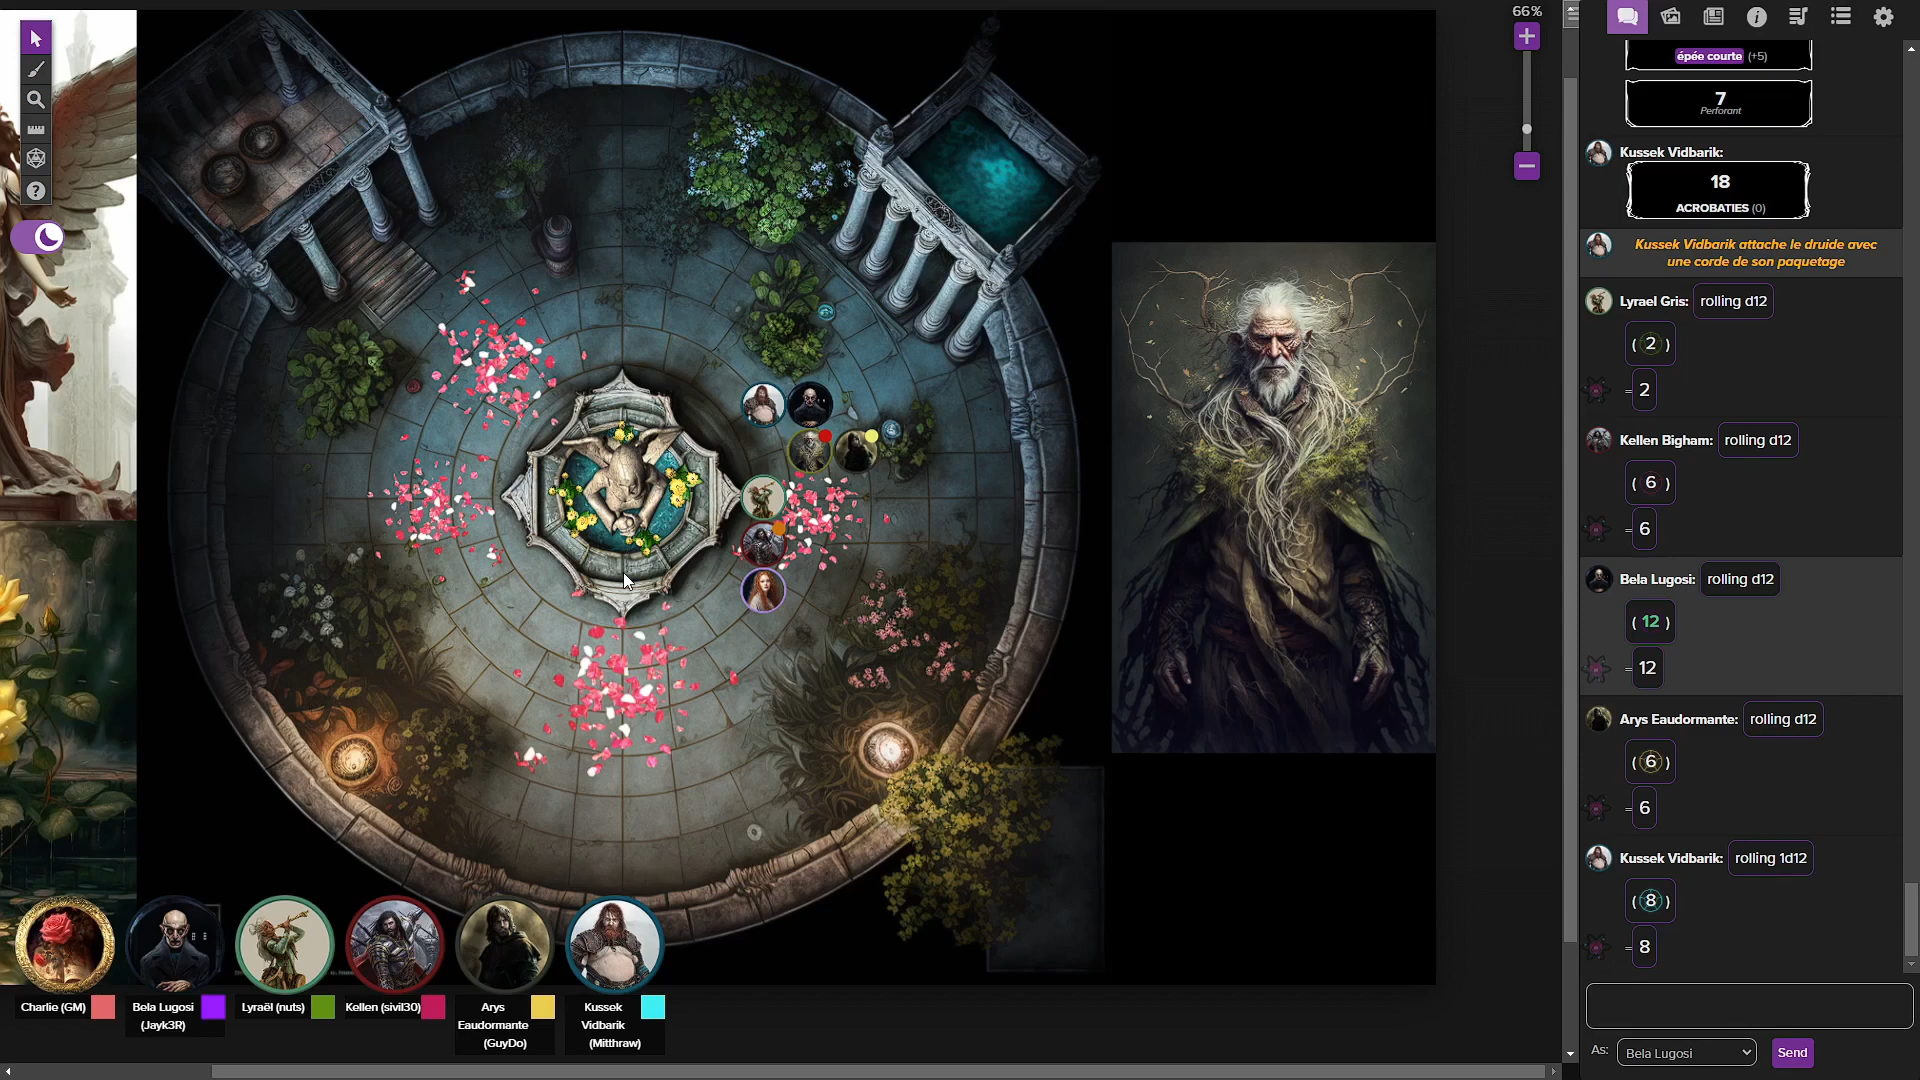 66%
épée courte (+5)
7
Perforant
Kussek Vidbarik:
18
ACROBATIES (0)
Kussek Vidbarik attache le druide avec
une corde de son paquetage
Lyrael Gris: rolling d12
( 2 )
=2
Kellen Bigham: rolling d12
( 6 )
=6
Bela Lugosi: rolling d12
( 12 )
=12
Arys Eaudormante: rolling d12
( 6 )
=6
Kussek Vidbarik: rolling 1d12
( 8 )
=8
As: Bela Lugosi Send
Charlie (GM)
Bela Lugosi
(Jayk3R)
Lyraël (nuts)
Kellen (sivil30)
Arys
Eaudormante
(GuyDo)
Kussek
Vidbarik
(Mitthraw)